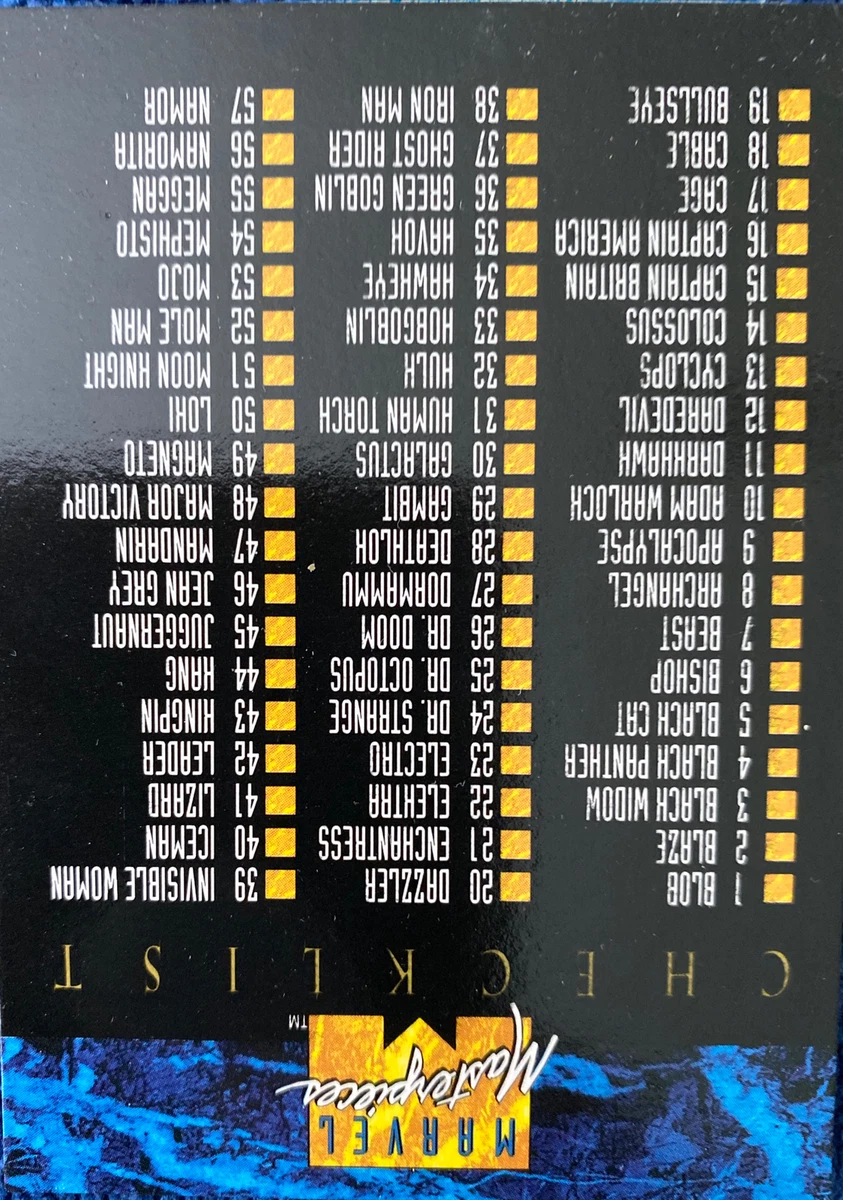 MARVEL
Masterpieces
TM
CHECKLIST
1 BLOB
2 BLAZE
3 BLACK WIDOW
4 BLACK PANTHER
5 BLACK CAT
6 BISHOP
7 BEAST
8 ARCHANGEL
9 APOCALYPSE
10 ADAM WARLOCK
11 DARKHAWK
12 DAREDEVIL
13 CYCLOPS
14 COLOSSUS
15 CAPTAIN BRITAIN
16 CAPTAIN AMERICA
17 CAGE
18 CABLE
19 BULLSEYE
20 DAZZLER
21 ENCHANTRESS
22 ELEKTRA
23 ELECTRO
24 DR. STRANGE
25 DR. OCTOPUS
26 DR. DOOM
27 DORMAMMU
28 DEATHLOK
29 GAMBIT
30 GALACTUS
31 HUMAN TORCH
32 HULK
33 HOBGOBLIN
34 HAWKEYE
35 HAVOK
36 GREEN GOBLIN
37 GHOST RIDER
38 IRON MAN
39 INVISIBLE WOMAN
40 ICEMAN
41 LIZARD
42 LEADER
43 KINGPIN
44 KANG
45 JUGGERNAUT
46 JEAN GREY
47 MANDARIN
48 MAJOR VICTORY
49 MAGNETO
50 LOKI
51 MOON KNIGHT
52 MOLE MAN
53 MOJO
54 MEPHISTO
55 MEGGAN
56 NAMORITA
57 NAMOR